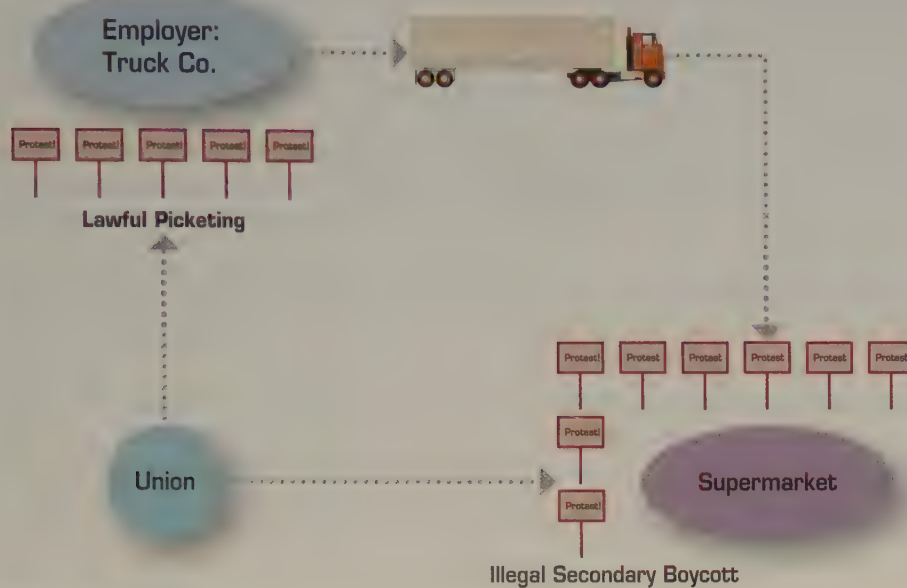 Employer:
Truck Co.
Protest! Protest! Protest! Protest! Protest!
Lawful Picketing
Protest! Protest Protest Protest Protest Protest
Protest!
Union
Supermarket
Protest!
Illegal Secondary Boycott